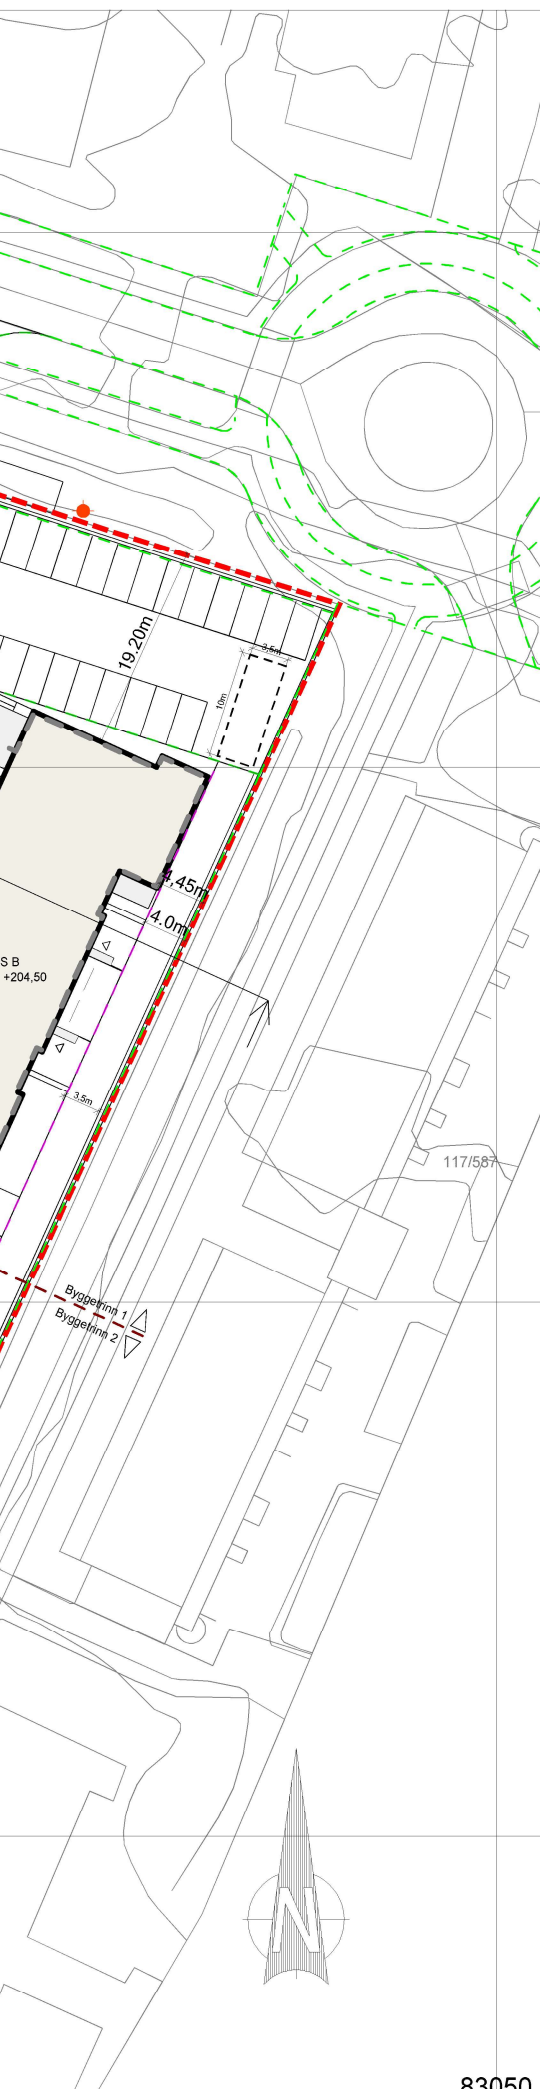 19.20m
3,5m
10m
4,45m
4.0m
S B
+204,50
3,5m
117/587
Byggetrinn 1
Byggetrinn 2
N
83050